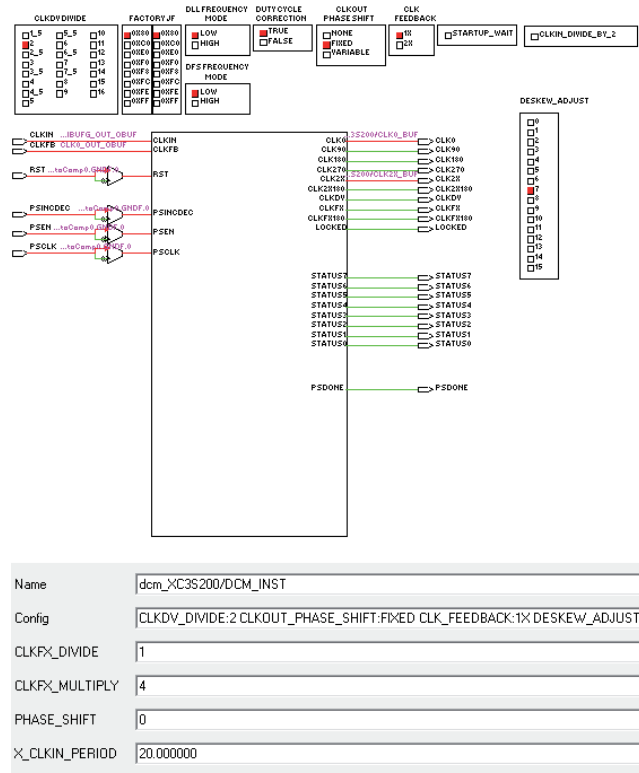 CLKDV DIVIDE
1_5 5_5 10
2 6 11
2_5 6_5 12
3 7 13
3_5 7_5 14
4 8 15
4_5 9 16
5
FACTORY JF
0X80 0X80
0XC0 0XC0
0XE0 0XE0
0XF0 0XF0
0XF8 0XF8
0XFC 0XFC
0XFE 0XFE
0XFF 0XFF
DLL FREQUENCY
MODE
LOW
HIGH
DFS FREQUENCY
MODE
LOW
HIGH
DUTY CYCLE
CORRECTION
TRUE
FALSE
CLKOUT
PHASE SHIFT
NONE
FIXED
VARIABLE
CLK
FEEDBACK
1X
2X
STARTUP_WAIT
CLKIN_DIVIDE_BY_2
DESKEW_ADJUST
0
1
2
3
4
5
6
7
8
9
10
11
12
13
14
15
CLKIN ...IBUFG_OUT_OBUF CLKIN
CLKFB CLK0_OUT_OBUF CLKFB
RST RST
PSINCDEC PSINCDEC
PSEN PSEN
PSCLK PSCLK
CLK0 .3S200/CLK0_BUF CLK0
CLK90 CLK90
CLK180 CLK180
CLK270 CLK270
CLK2X .S200/CLK2X_BUF CLK2X
CLK2X180 CLK2X180
CLKDV CLKDV
CLKFX CLKFX
CLKFX180 CLKFX180
LOCKED LOCKED
STATUS7 STATUS7
STATUS6 STATUS6
STATUS5 STATUS5
STATUS4 STATUS4
STATUS3 STATUS3
STATUS2 STATUS2
STATUS1 STATUS1
STATUS0 STATUS0
PSDONE PSDONE
Name dcm_XC3S200/DCM_INST
Config CLKDV_DIVIDE:2 CLKOUT_PHASE_SHIFT:FIXED CLK_FEEDBACK:1X DESKEW_ADJUST
CLKFX_DIVIDE 1
CLKFX_MULTIPLY 4
PHASE_SHIFT 0
X_CLKIN_PERIOD 20.000000